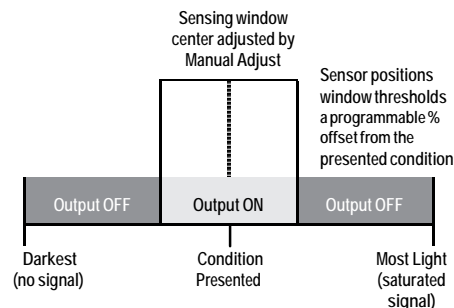 Sensing window
center adjusted by
Manual Adjust
Sensor positions
window thresholds
a programmable %
offset from the
presented condition
Output OFF
Output ON
Output OFF
Darkest
(no signal)
Condition
Presented
Most Light
(saturated
signal)